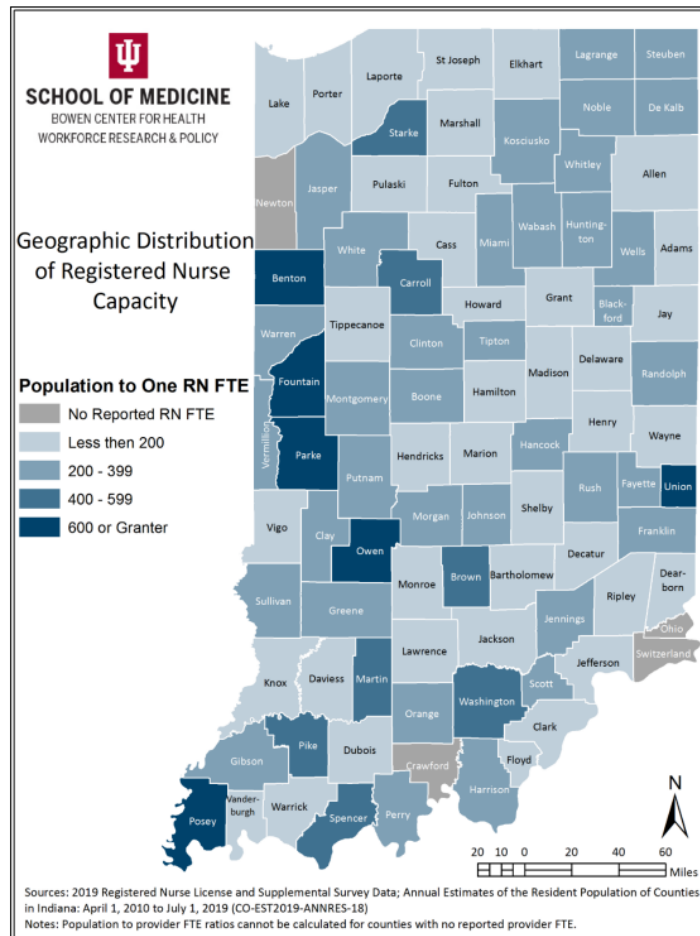 SCHOOL OF MEDICINE
BOWEN CENTER FOR HEALTH
WORKFORCE RESEARCH & POLICY
Geographic Distribution
of Registered Nurse
Capacity
Population to One RN FTE
No Reported RN FTE
Less then 200
200 - 399
400 - 599
600 or Granter
Lake
Porter
Laporte
St Joseph
Elkhart
Lagrange
Steuben
Noble
De Kalb
Starke
Marshall
Kosciusko
Whitley
Allen
Newton
Jasper
Pulaski
Fulton
Miami
Wabash
Hunting-
ton
Wells
Adams
Benton
White
Carroll
Cass
Howard
Grant
Black-
ford
Jay
Warren
Tippecanoe
Clinton
Tipton
Madison
Delaware
Randolph
Fountain
Montgomery
Boone
Hamilton
Henry
Wayne
Vermillion
Parke
Putnam
Hendricks
Marion
Hancock
Rush
Fayette
Union
Vigo
Clay
Owen
Morgan
Johnson
Shelby
Franklin
Decatur
Sullivan
Greene
Monroe
Brown
Bartholomew
Jennings
Ripley
Dear-
born
Ohio
Switzerland
Knox
Daviess
Martin
Lawrence
Jackson
Jefferson
Scott
Orange
Washington
Clark
Gibson
Pike
Dubois
Crawford
Floyd
Harrison
Posey
Vander-
burgh
Warrick
Spencer
Perry
N
20 0 20 40 60
Miles
Sources: 2019 Registered Nurse License and Supplemental Survey Data; Annual Estimates of the Resident Population of Counties
in Indiana: April 1, 2010 to July 1, 2019 (CO-EST2019-ANNRES-18)
Notes: Population to provider FTE ratios cannot be calculated for counties with no reported provider FTE.